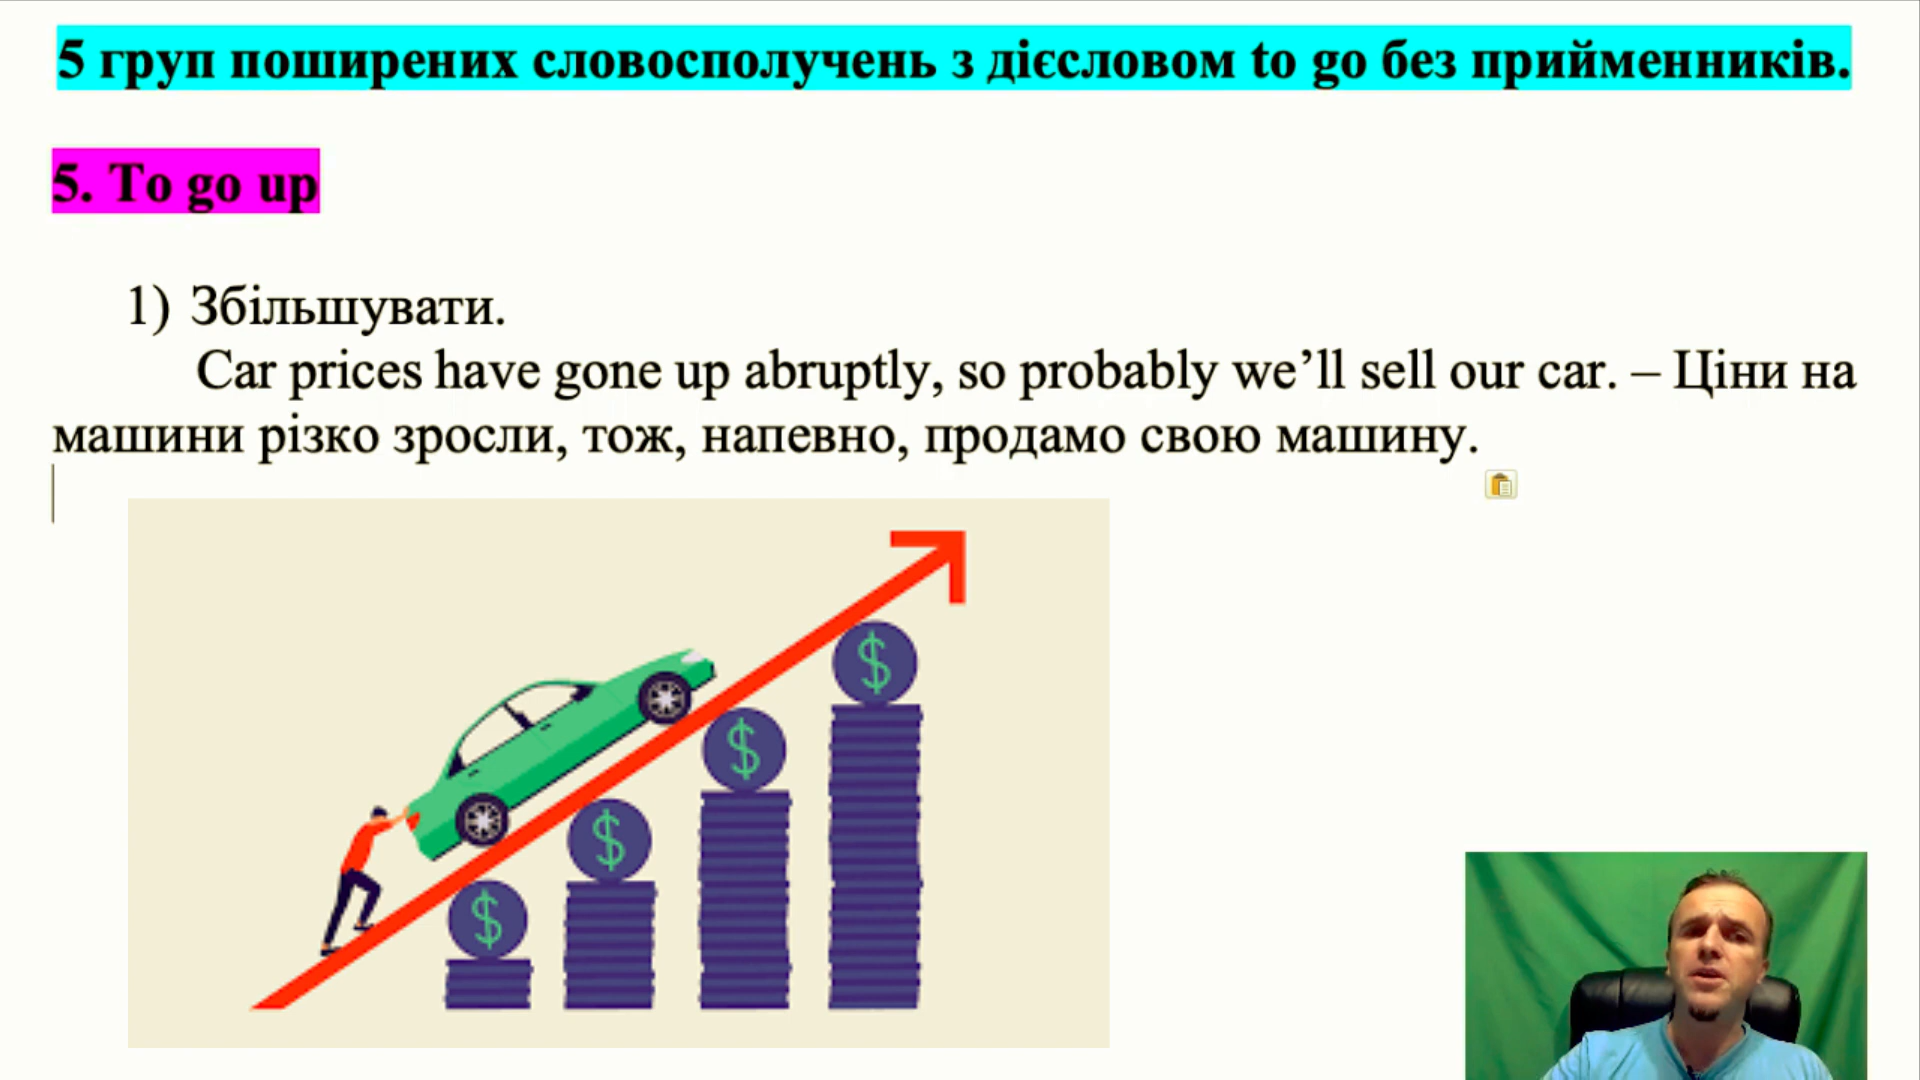 5 груп поширених словосполучень з дієсловом to go без прийменників.
5. To go up
1) Збільшувати.
Car prices have gone up abruptly, so probably we’ll sell our car. – Ціни на
машини різко зросли, тож, напевно, продамо свою машину.
$
$
$
$